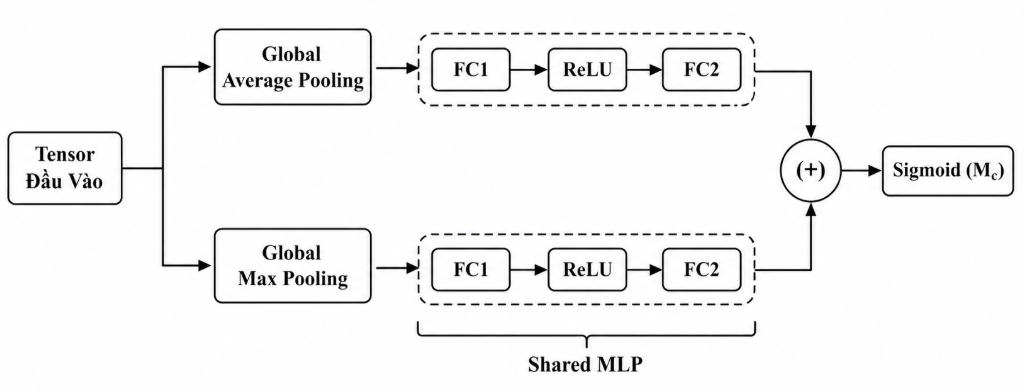 Global
Average Pooling
FC1
ReLU
FC2
Tensor
Đầu Vào
(+)
Sigmoid (Mc)
Global
Max Pooling
FC1
ReLU
FC2
Shared MLP